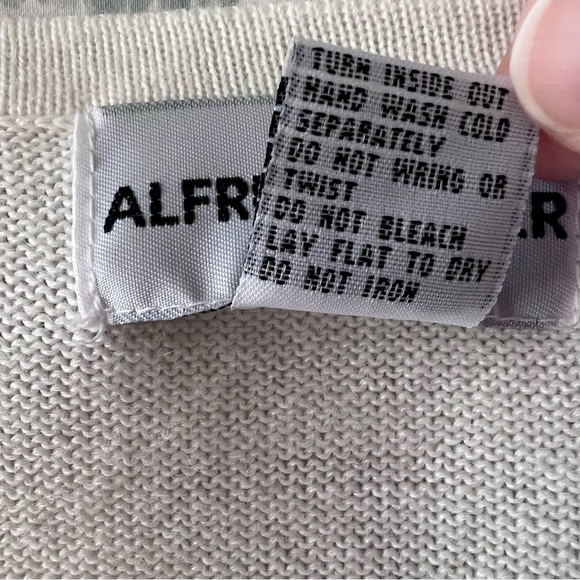 TURN INSIDE OUT
HAND WASH COLD
SEPARATELY
DO NOT WRING OR
TWIST
DO NOT BLEACH
LAY FLAT TO DRY
DO NOT IRON